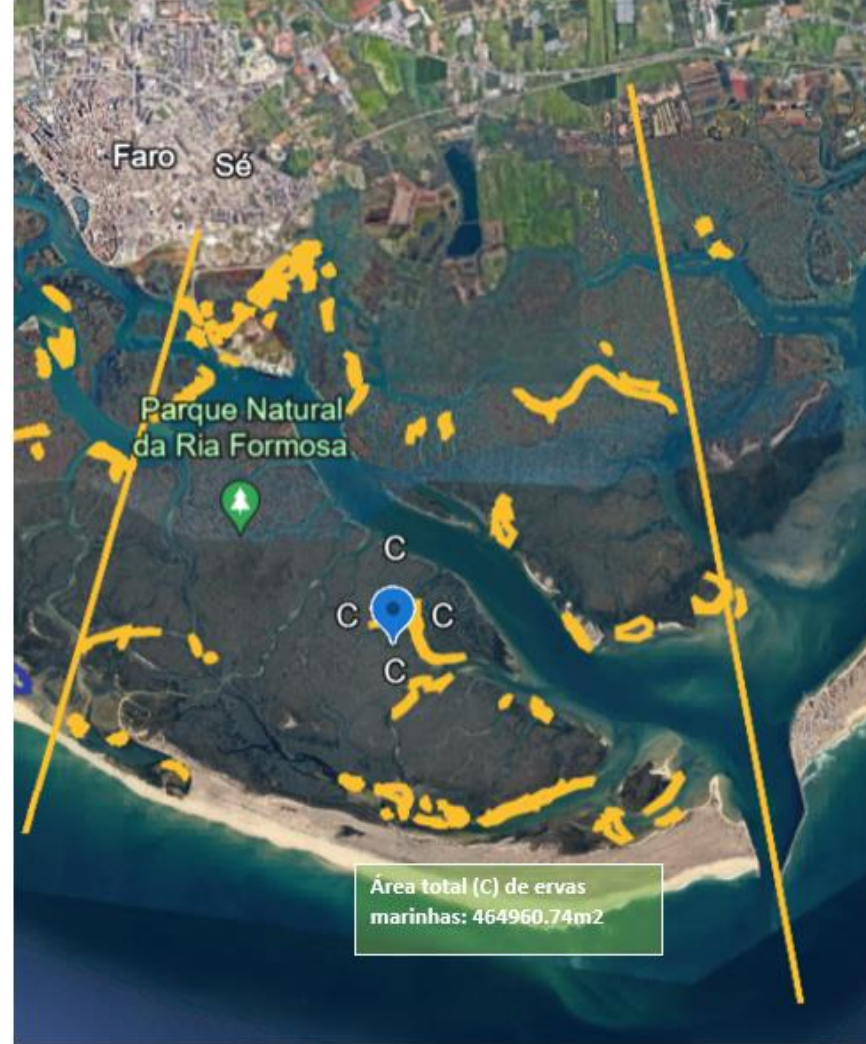 Faro
Sé
Parque Natural
da Ria Formosa
C
C
C
C
Área total (C) de ervas
marinhas: 464960.74m2